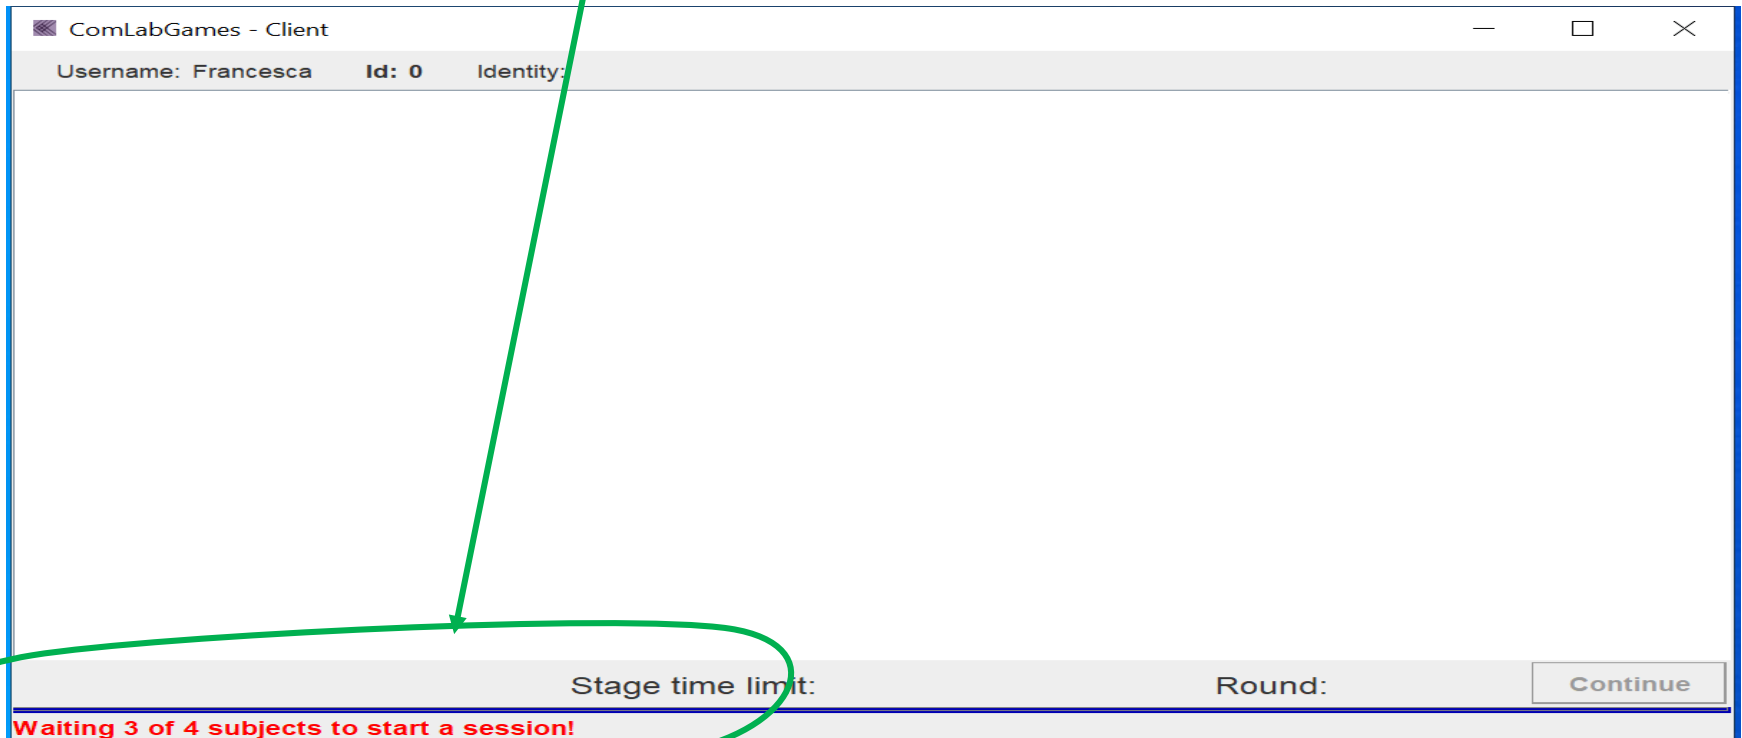 ComLabGames - Client
Username: Francesca Id: 0 Identity:
Stage time limit: Round: Continue
Waiting 3 of 4 subjects to start a session!